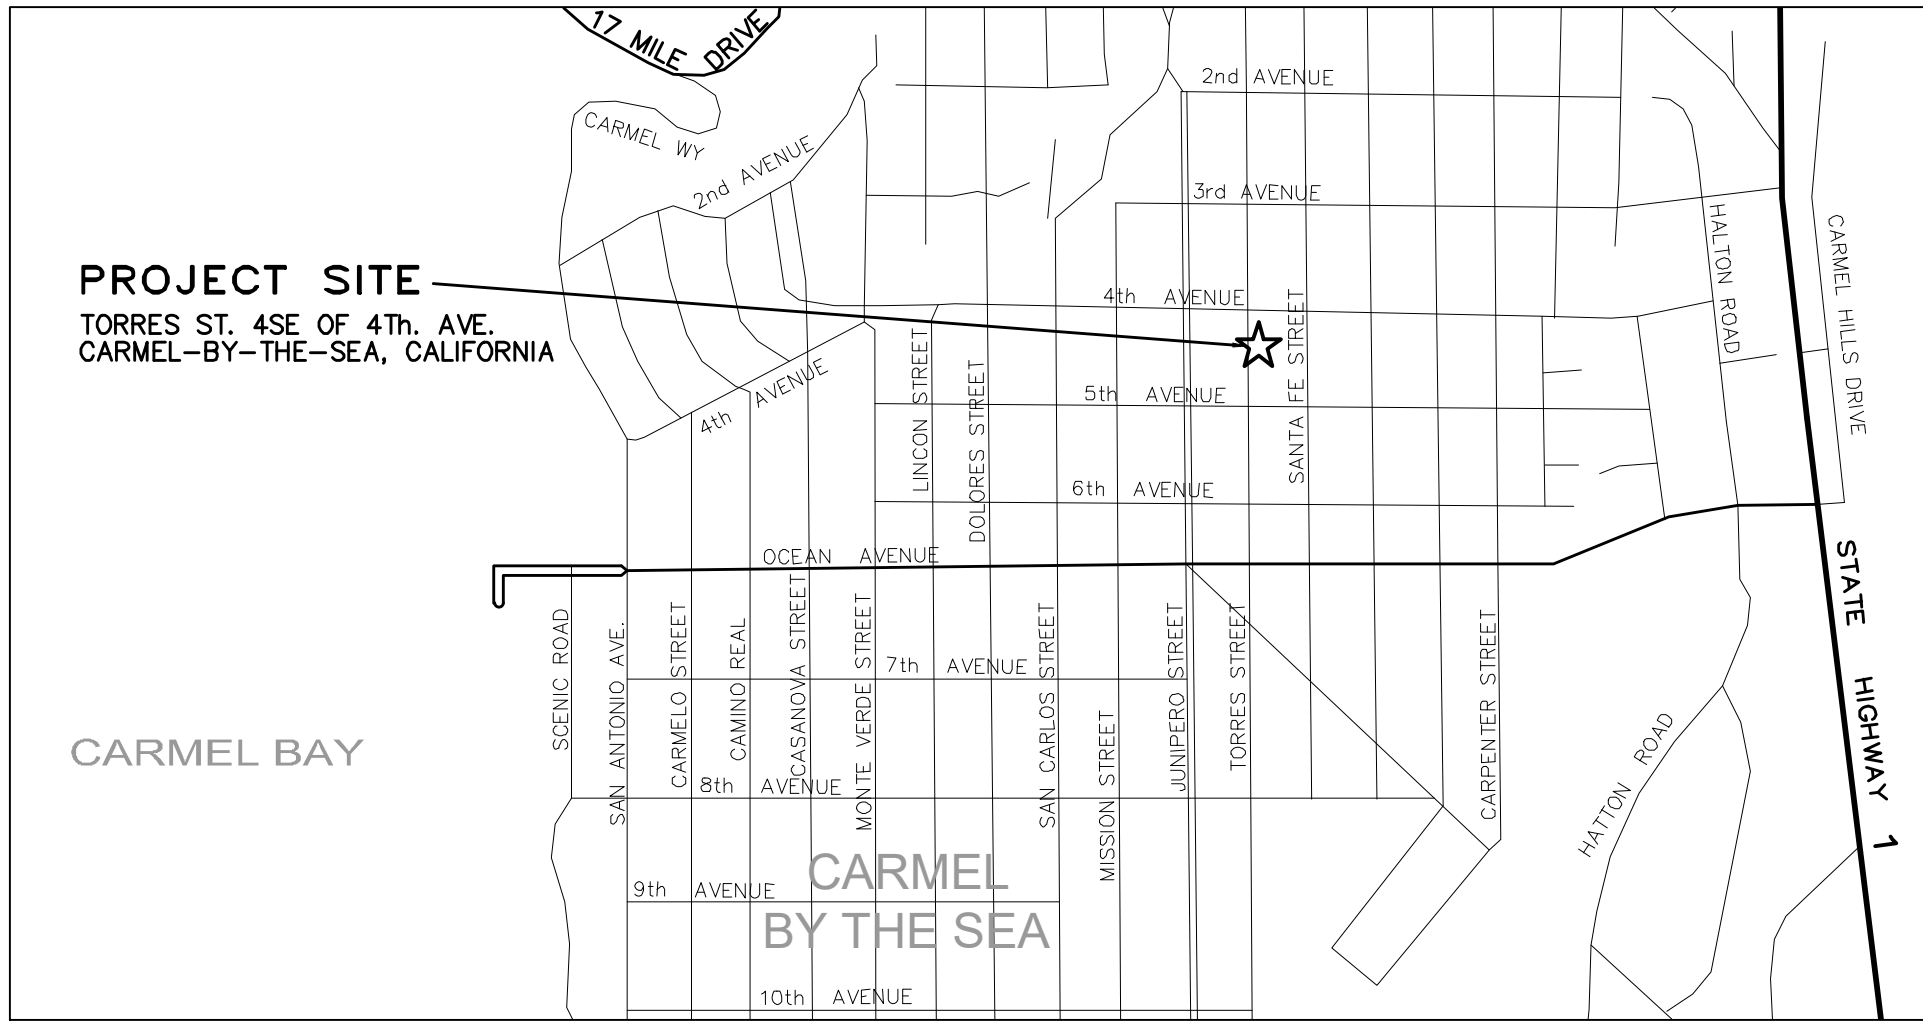 17 MILE DRIVE
2nd AVENUE
CARMEL WY
2nd AVENUE
3rd AVENUE
HALTON ROAD
CARMEL HILLS DRIVE
PROJECT SITE
TORRES ST. 4SE OF 4Th. AVE.
CARMEL-BY-THE-SEA, CALIFORNIA
4th AVENUE
SANTA FE STREET
LINCON STREET
DOLORES STREET
4th AVENUE
5th AVENUE
6th AVENUE
OCEAN AVENUE
STATE HIGHWAY 1
SCENIC ROAD
SAN ANTONIO AVE.
CARMELO STREET
CAMINO REAL
CASANOVA STREET
MONTE VERDE STREET
7th AVENUE
SAN CARLOS STREET
MISSION STREET
JUNIPERO STREET
TORRES STREET
CARPENTER STREET
HATTON ROAD
CARMEL BAY
8th AVENUE
CARMEL
BY THE SEA
9th AVENUE
10th AVENUE